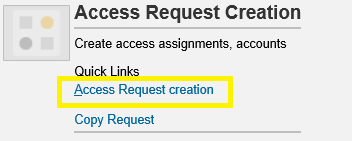 Access Request Creation
Create access assignments, accounts
Quick Links
Access Request creation
Copy Request